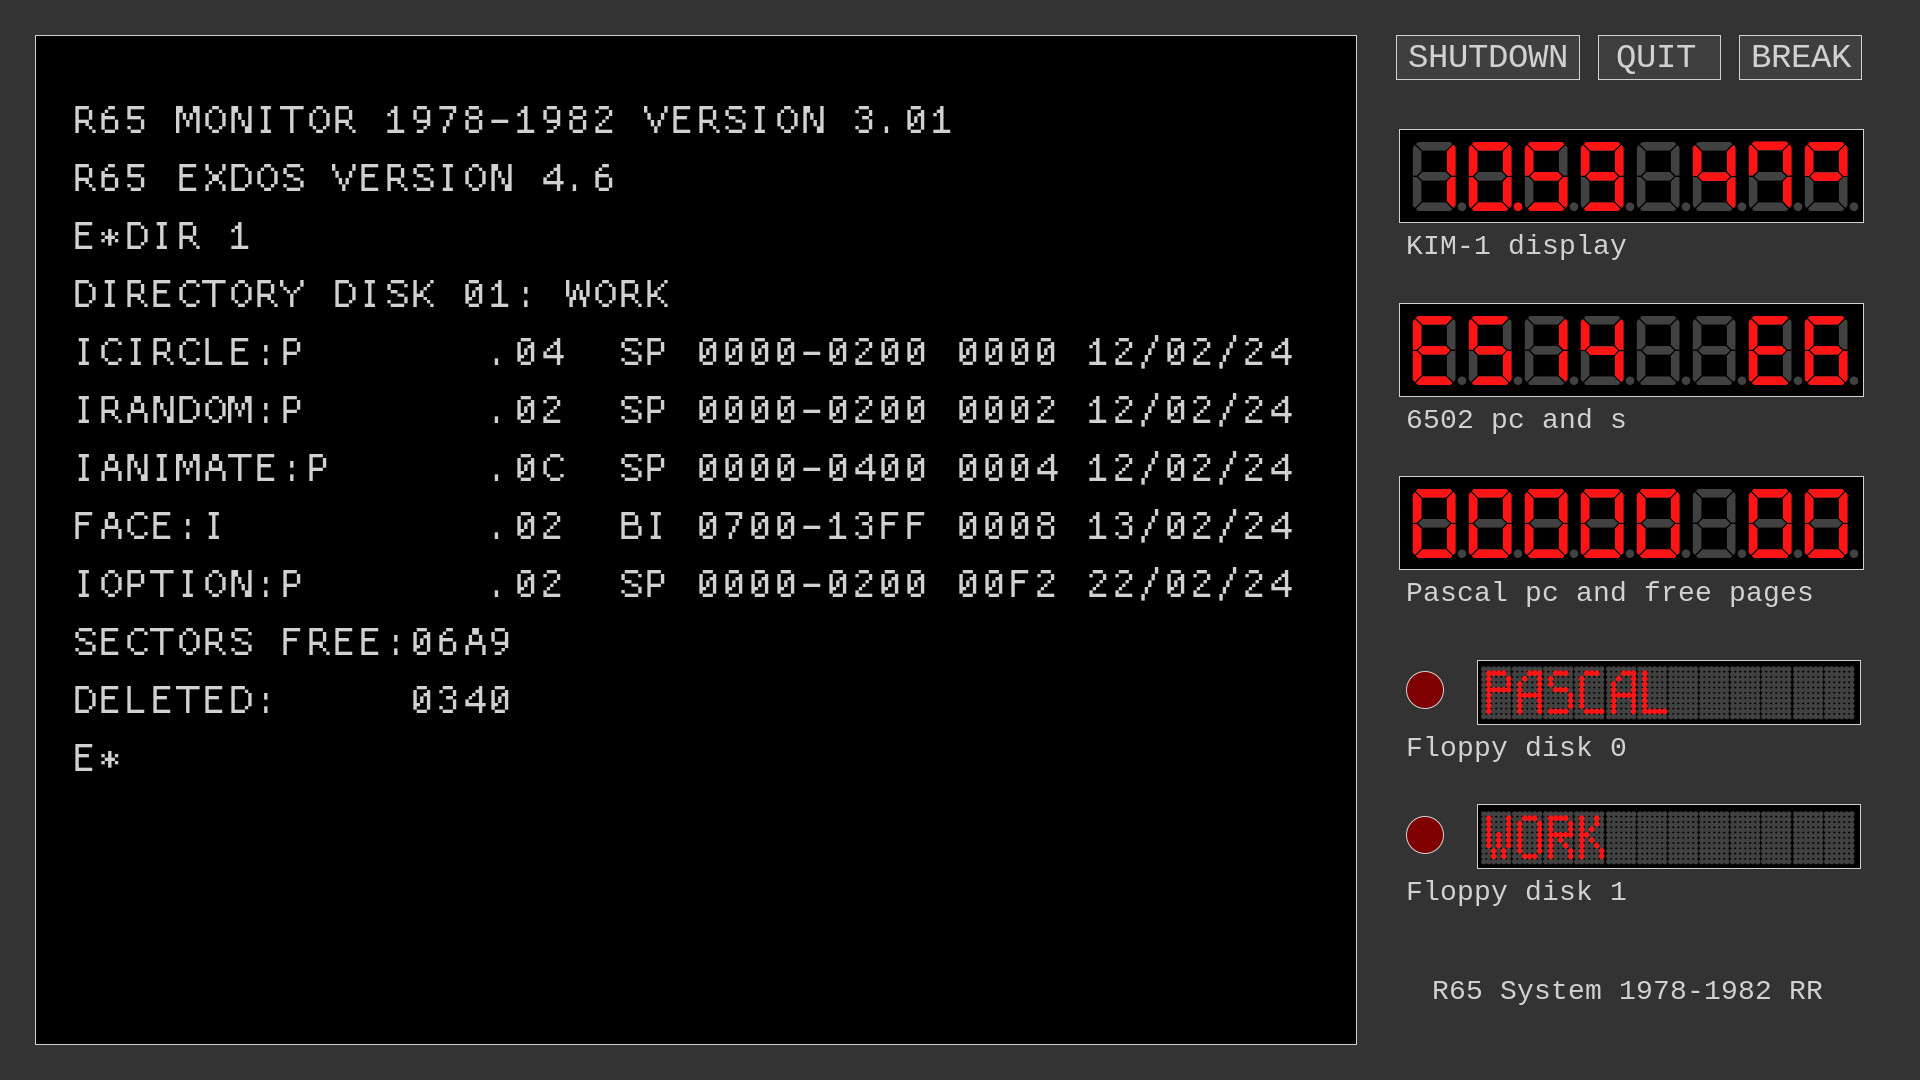 R65 MONITOR 1978-1982 VERSION 3.01
R65 EXDOS VERSION 4.6
E*DIR 1
DIRECTORY DISK 01: WORK
ICIRCLE:P .04 SP 0000-0200 0000 12/02/24
IRANDOM:P .02 SP 0000-0200 0002 12/02/24
IANIMATE:P .0C SP 0000-0400 0004 12/02/24
FACE:I .02 BI 0700-13FF 0008 13/02/24
IOPTION:P .02 SP 0000-0200 00F2 22/02/24
SECTORS FREE:06A9
DELETED: 0340
E*
SHUTDOWN QUIT BREAK
10.59 47°
KIM-1 display
E514 E6
6502 pc and s
00000 00
Pascal pc and free pages
PASCAL
Floppy disk 0
WORK
Floppy disk 1
R65 System 1978-1982 RR